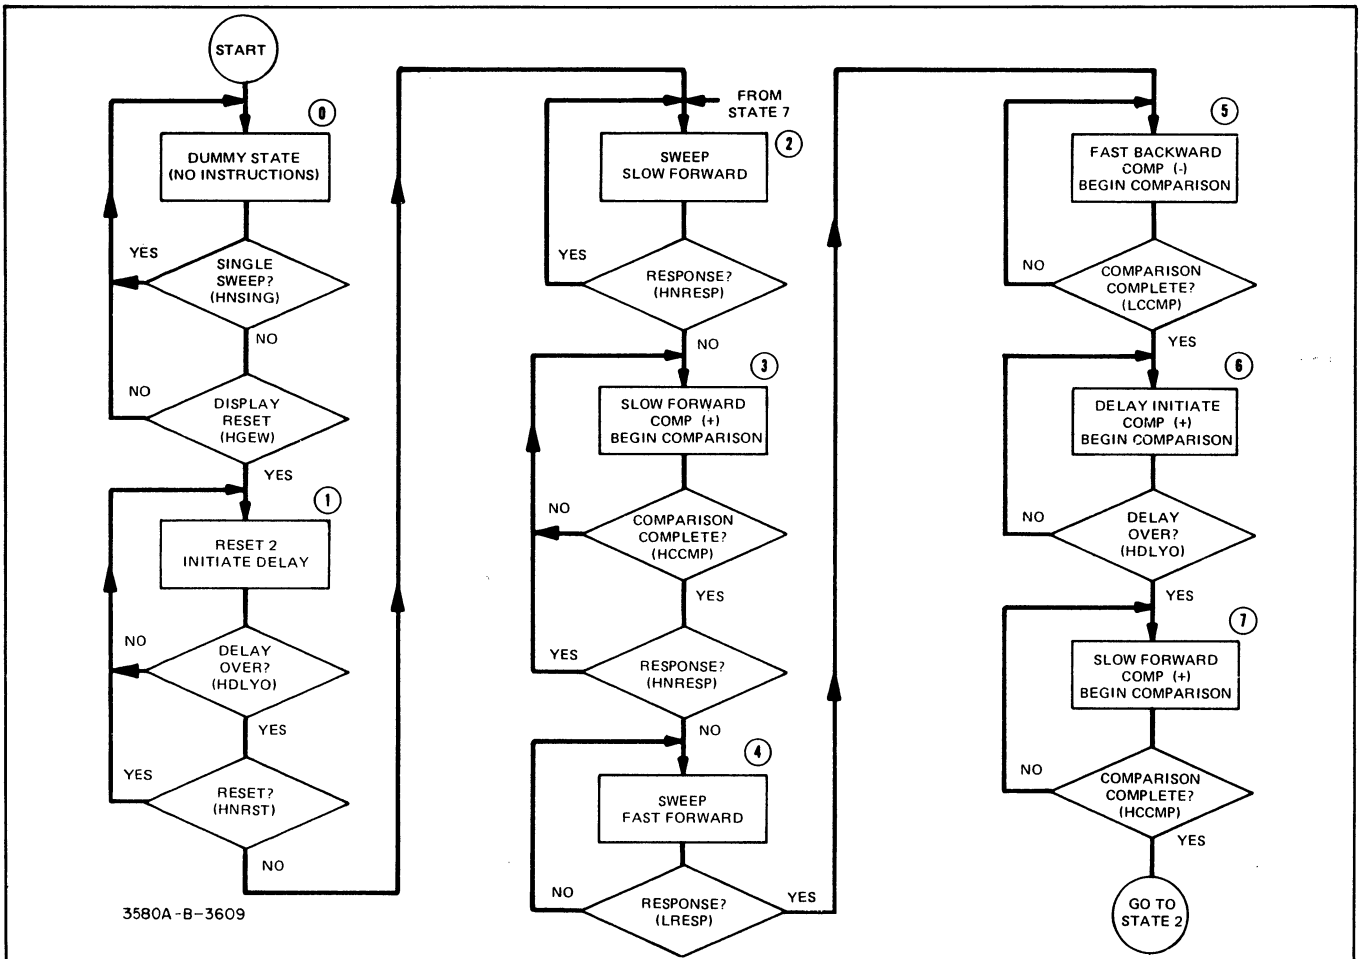 START
0
DUMMY STATE
(NO INSTRUCTIONS)
YES
SINGLE
SWEEP?
(HNSING)
NO
NO
DISPLAY
RESET
(HGEW)
YES
1
RESET 2
INITIATE DELAY
NO
DELAY
OVER?
(HDLYO)
YES
YES
RESET?
(HNRST)
NO
3580A-B-3609
FROM
STATE 7
2
SWEEP
SLOW FORWARD
YES
RESPONSE?
(HNRESP)
NO
3
SLOW FORWARD
COMP (+)
BEGIN COMPARISON
NO
COMPARISON
COMPLETE?
(HCCMP)
YES
YES
RESPONSE?
(HNRESP)
NO
4
SWEEP
FAST FORWARD
NO
RESPONSE?
(LRESP)
YES
5
FAST BACKWARD
COMP (-)
BEGIN COMPARISON
NO
COMPARISON
COMPLETE?
(LCCMP)
YES
6
DELAY INITIATE
COMP (+)
BEGIN COMPARISON
NO
DELAY
OVER?
(HDLYO)
YES
7
SLOW FORWARD
COMP (+)
BEGIN COMPARISON
NO
COMPARISON
COMPLETE?
(HCCMP)
YES
GO TO
STATE 2